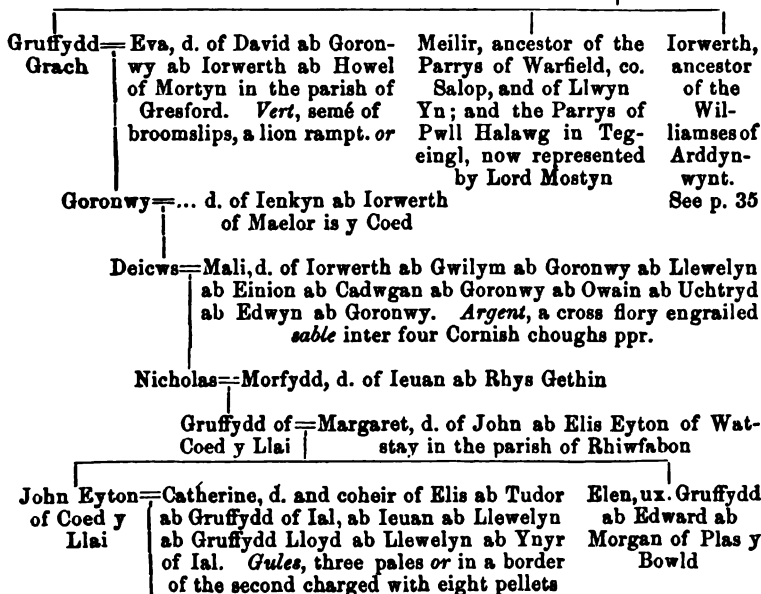 Gruffydd=Eva, d. of David ab Goron-
Grach wy ab Iorwerth ab Howel
of Mortyn in the parish of
Gresford. Vert, semé of
broomslips, a lion rampt. or
Meilir, ancestor of the
Parrys of Warfield, co.
Salop, and of Llwyn
Yn; and the Parrys of
Pwll Halawg in Teg-
eingl, now represented
by Lord Mostyn
Iorwerth,
ancestor
of the
Wil-
liamses of
Arddyn-
wynt.
See p. 35
Goronwy=... d. of Ienkyn ab Iorwerth
of Maelor is y Coed
Deicws=Mali, d. of Iorwerth ab Gwilym ab Goronwy ab Llewelyn
ab Einion ab Cadwgan ab Goronwy ab Owain ab Uchtryd
ab Edwyn ab Goronwy. Argent, a cross flory engrailed
sable inter four Cornish choughs ppr.
Nicholas=Morfydd, d. of Ieuan ab Rhys Gethin
Gruffydd of=Margaret, d. of John ab Elis Eyton of Wat-
Coed y Llai stay in the parish of Rhiwfabon
John Eyton=Catherine, d. and coheir of Elis ab Tudor
of Coed y ab Gruffydd of Ial, ab Ieuan ab Llewelyn
Llai ab Gruffydd Lloyd ab Llewelyn ab Ynyr
of Ial. Gules, three pales or in a border
of the second charged with eight pellets
Elen, ux. Gruffydd
ab Edward ab
Morgan of Plas y
Bowld